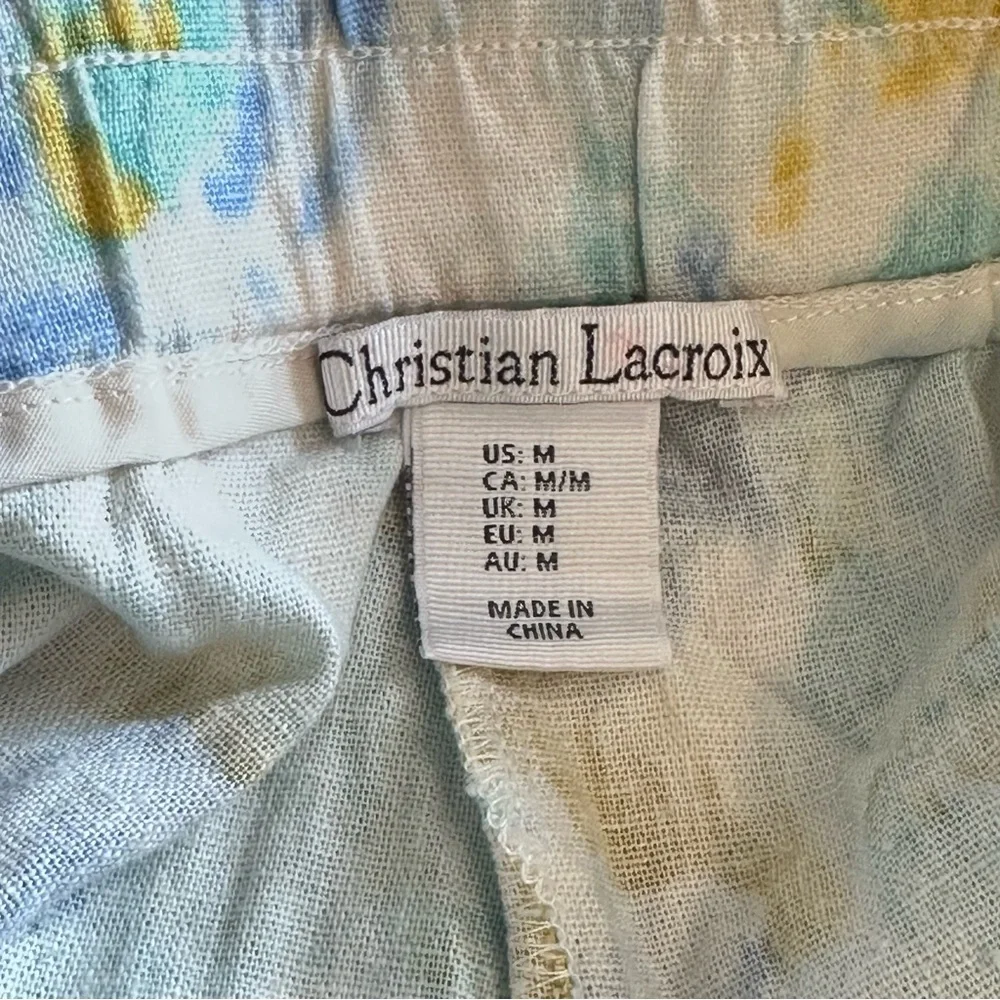 Christian Lacroix
US: M
CA: M/M
UK: M
EU: M
AU: M
MADE IN
CHINA